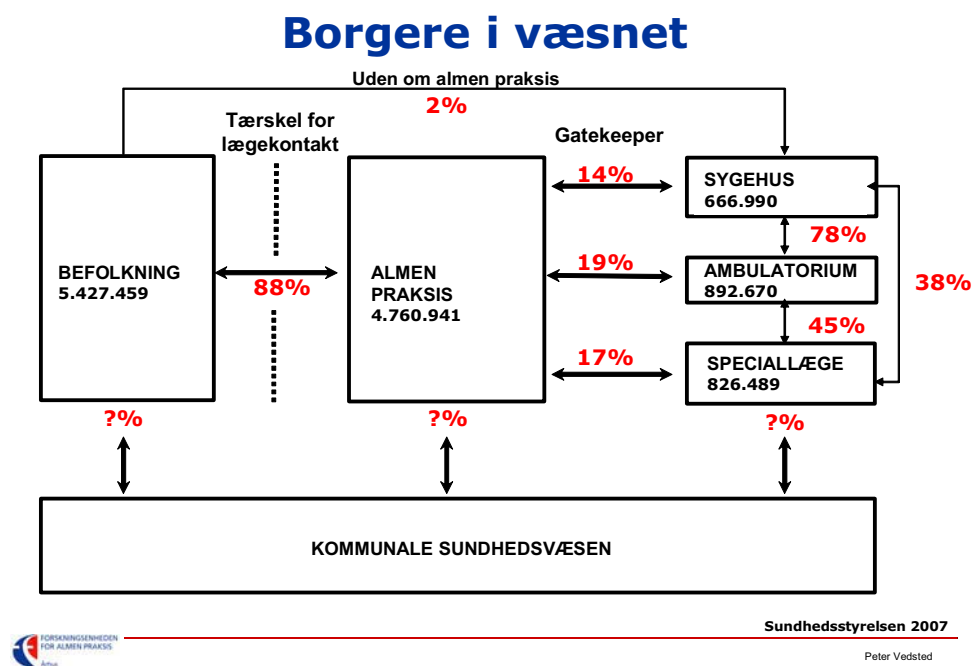 Borgere i væsnet
Uden om almen praksis
2%
Tærskel for
lægekontakt
Gatekeeper
BEFOLKNING
5.427.459
88%
ALMEN
PRAKSIS
4.760.941
14%
19%
17%
SYGEHUS
666.990
78%
AMBULATORIUM
892.670
45%
38%
SPECIALLÆGE
826.489
?%
?%
?%
KOMMUNALE SUNDHEDSVÆSEN
Sundhedsstyrelsen 2007
Peter Vedsted
FORSKNINGSENHEDEN
FOR ALMEN PRAKSIS
Århus